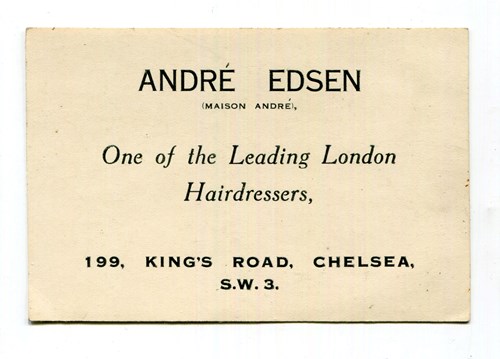 ANDRÉ EDSEN
(MAISON ANDRÉ),
One of the Leading London
Hairdressers,
199, KING'S ROAD, CHELSEA,
S.W. 3.